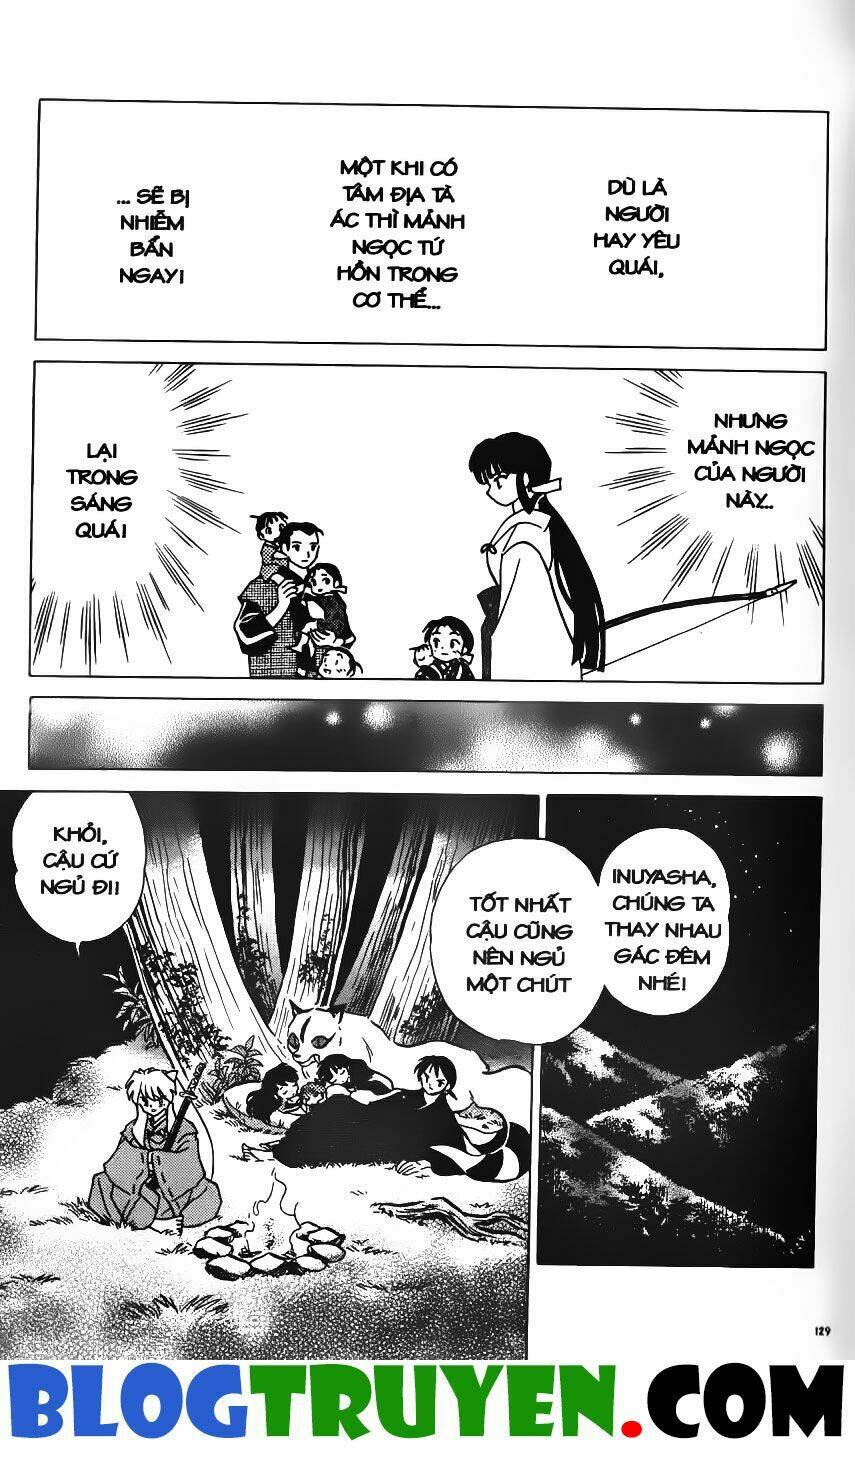 DÙ LÀ
NGƯỜI
HAY YÊU
QUÁI,
MỘT KHI CÓ
TÂM ĐỊA TÀ
ÁC THÌ MẢNH
NGỌC TỨ
HỒN TRONG
CƠ THỂ...
... SẼ BỊ
NHIỄM
BẨN
NGAY!
NHƯNG
MẢNH NGỌC
CỦA NGƯỜI
NÀY...
LẠI
TRONG
SÁNG
QUÁ!
INUYASHA,
CHÚNG TA
THAY NHAU
GÁC ĐÊM
NHÉ!
TỐT NHẤT
CẬU CŨNG
NÊN NGỦ
MỘT CHÚT
KHỎI,
CẬU CỨ
NGỦ ĐI!
129
BLOGTRUYEN.COM